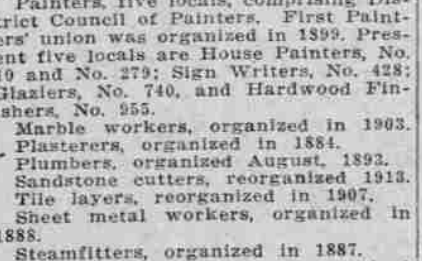 Painters, five locals, comprising Dis-
trict Council of Painters. First Paint-
ers' union was organized in 1899. Pres-
ent five locals are House Painters, No.
10 and No. 279; Sign Writers, No. 428;
Glaziers, No. 740, and Hardwood Fin-
ishers, No. 955.
Marble workers, organized in 1903.
Plasterers, organized in 1884.
Plumbers, organized August, 1893.
Sandstone cutters, reorganized 1913.
Tile layers, reorganized in 1907.
Sheet metal workers, organized in
1888.
Steamfitters, organized in 1887.